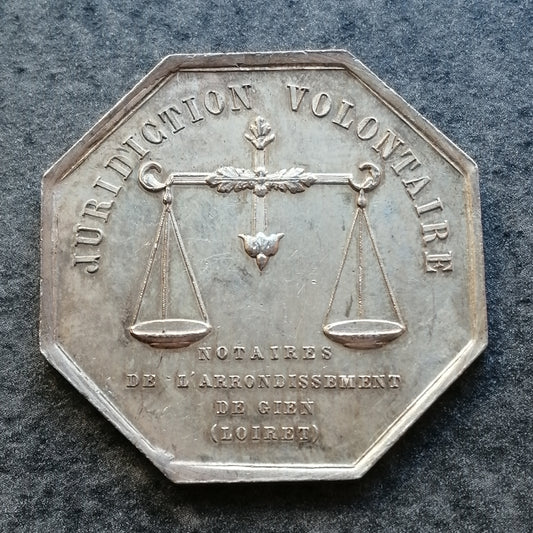 JURIDICTION VOLONTAIRE
NOTAIRES
DE L'ARRONDISSEMENT
DE GIEN
(LOIRET)